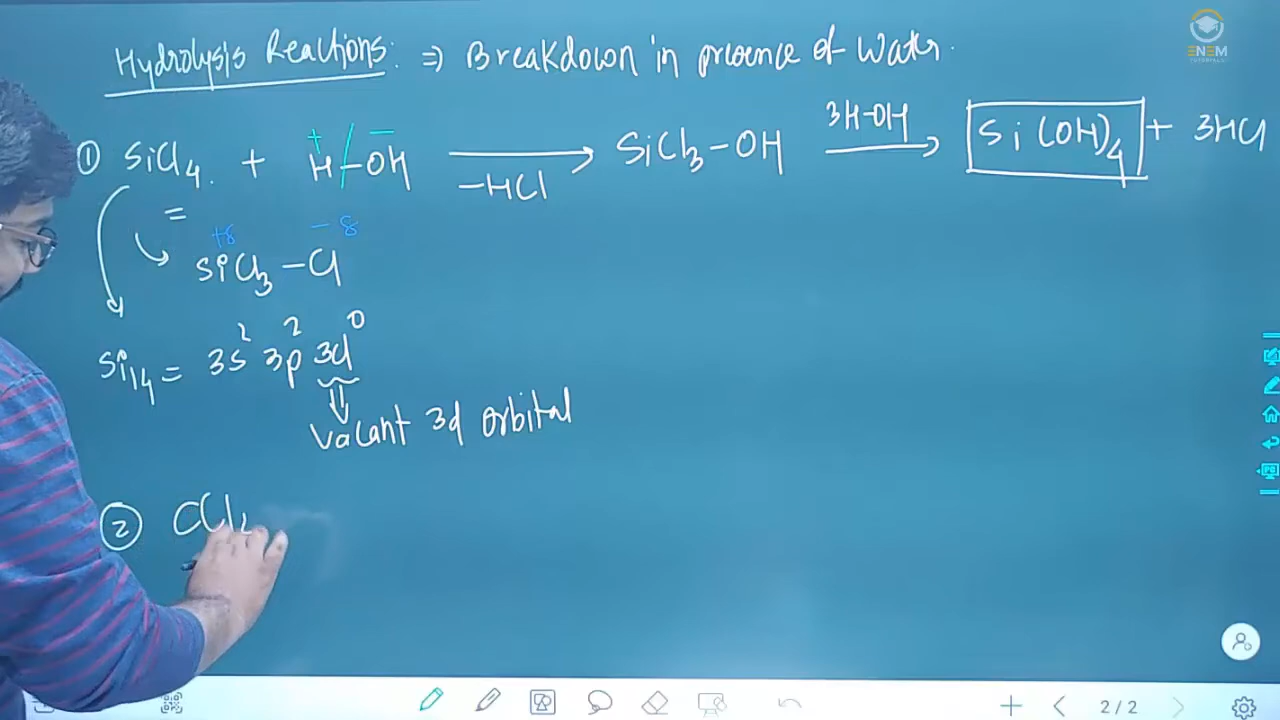 ENEM
Hydrolysis Reactions: ⇒ Breakdown in presence of Water.
① SiCl4 + H-OH —HCl→ SiCl3-OH 3H-OH→ Si(OH)4 + 3HCl
+ −
+δ −δ
SiCl3-Cl
Si14 = 3s² 3p² 3d⁰
Vacant 3d orbital
② CCl
2/2